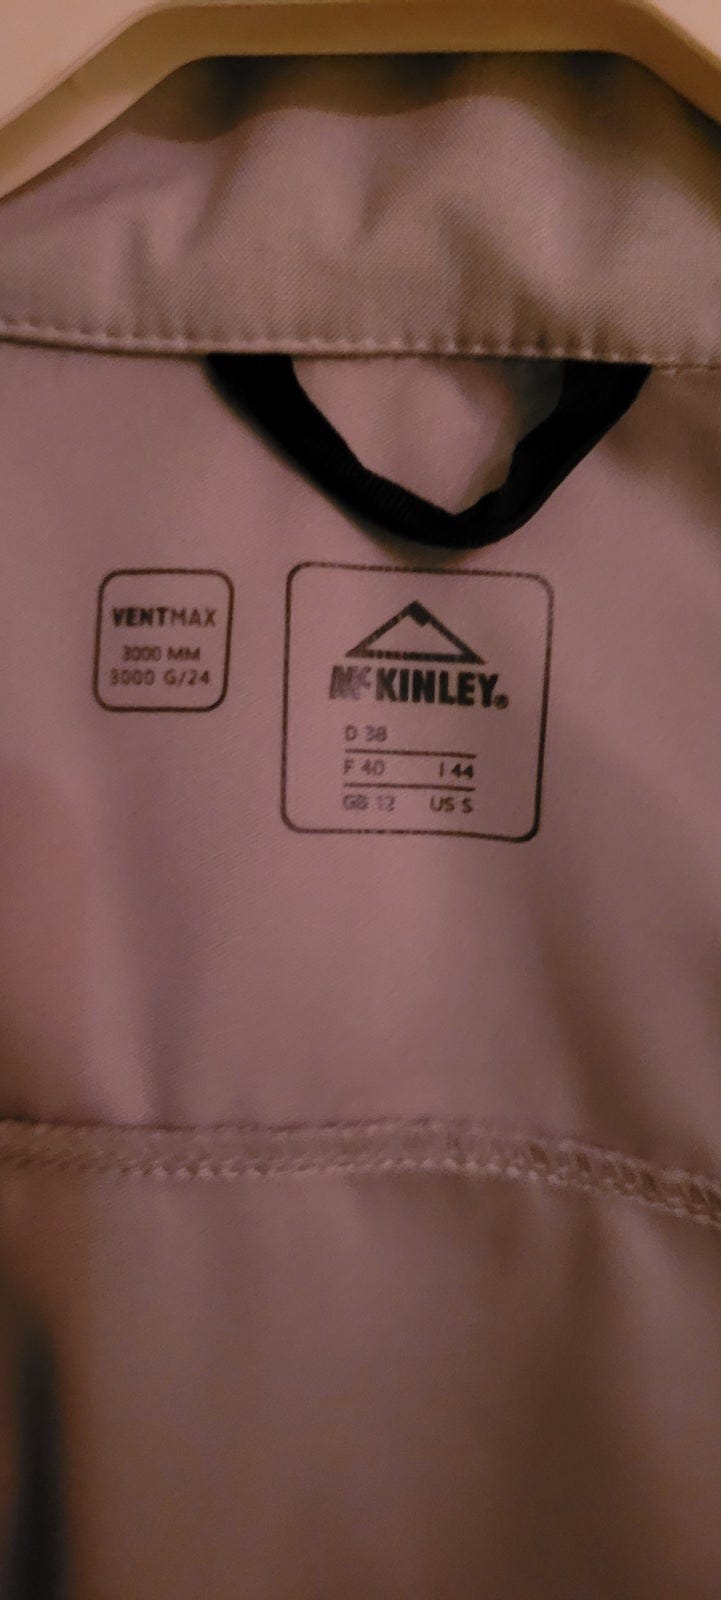 VENTMAX
3000 MM
3000 G/24
McKINLEY®
D 38
F 40 I 44
GB 12 US S